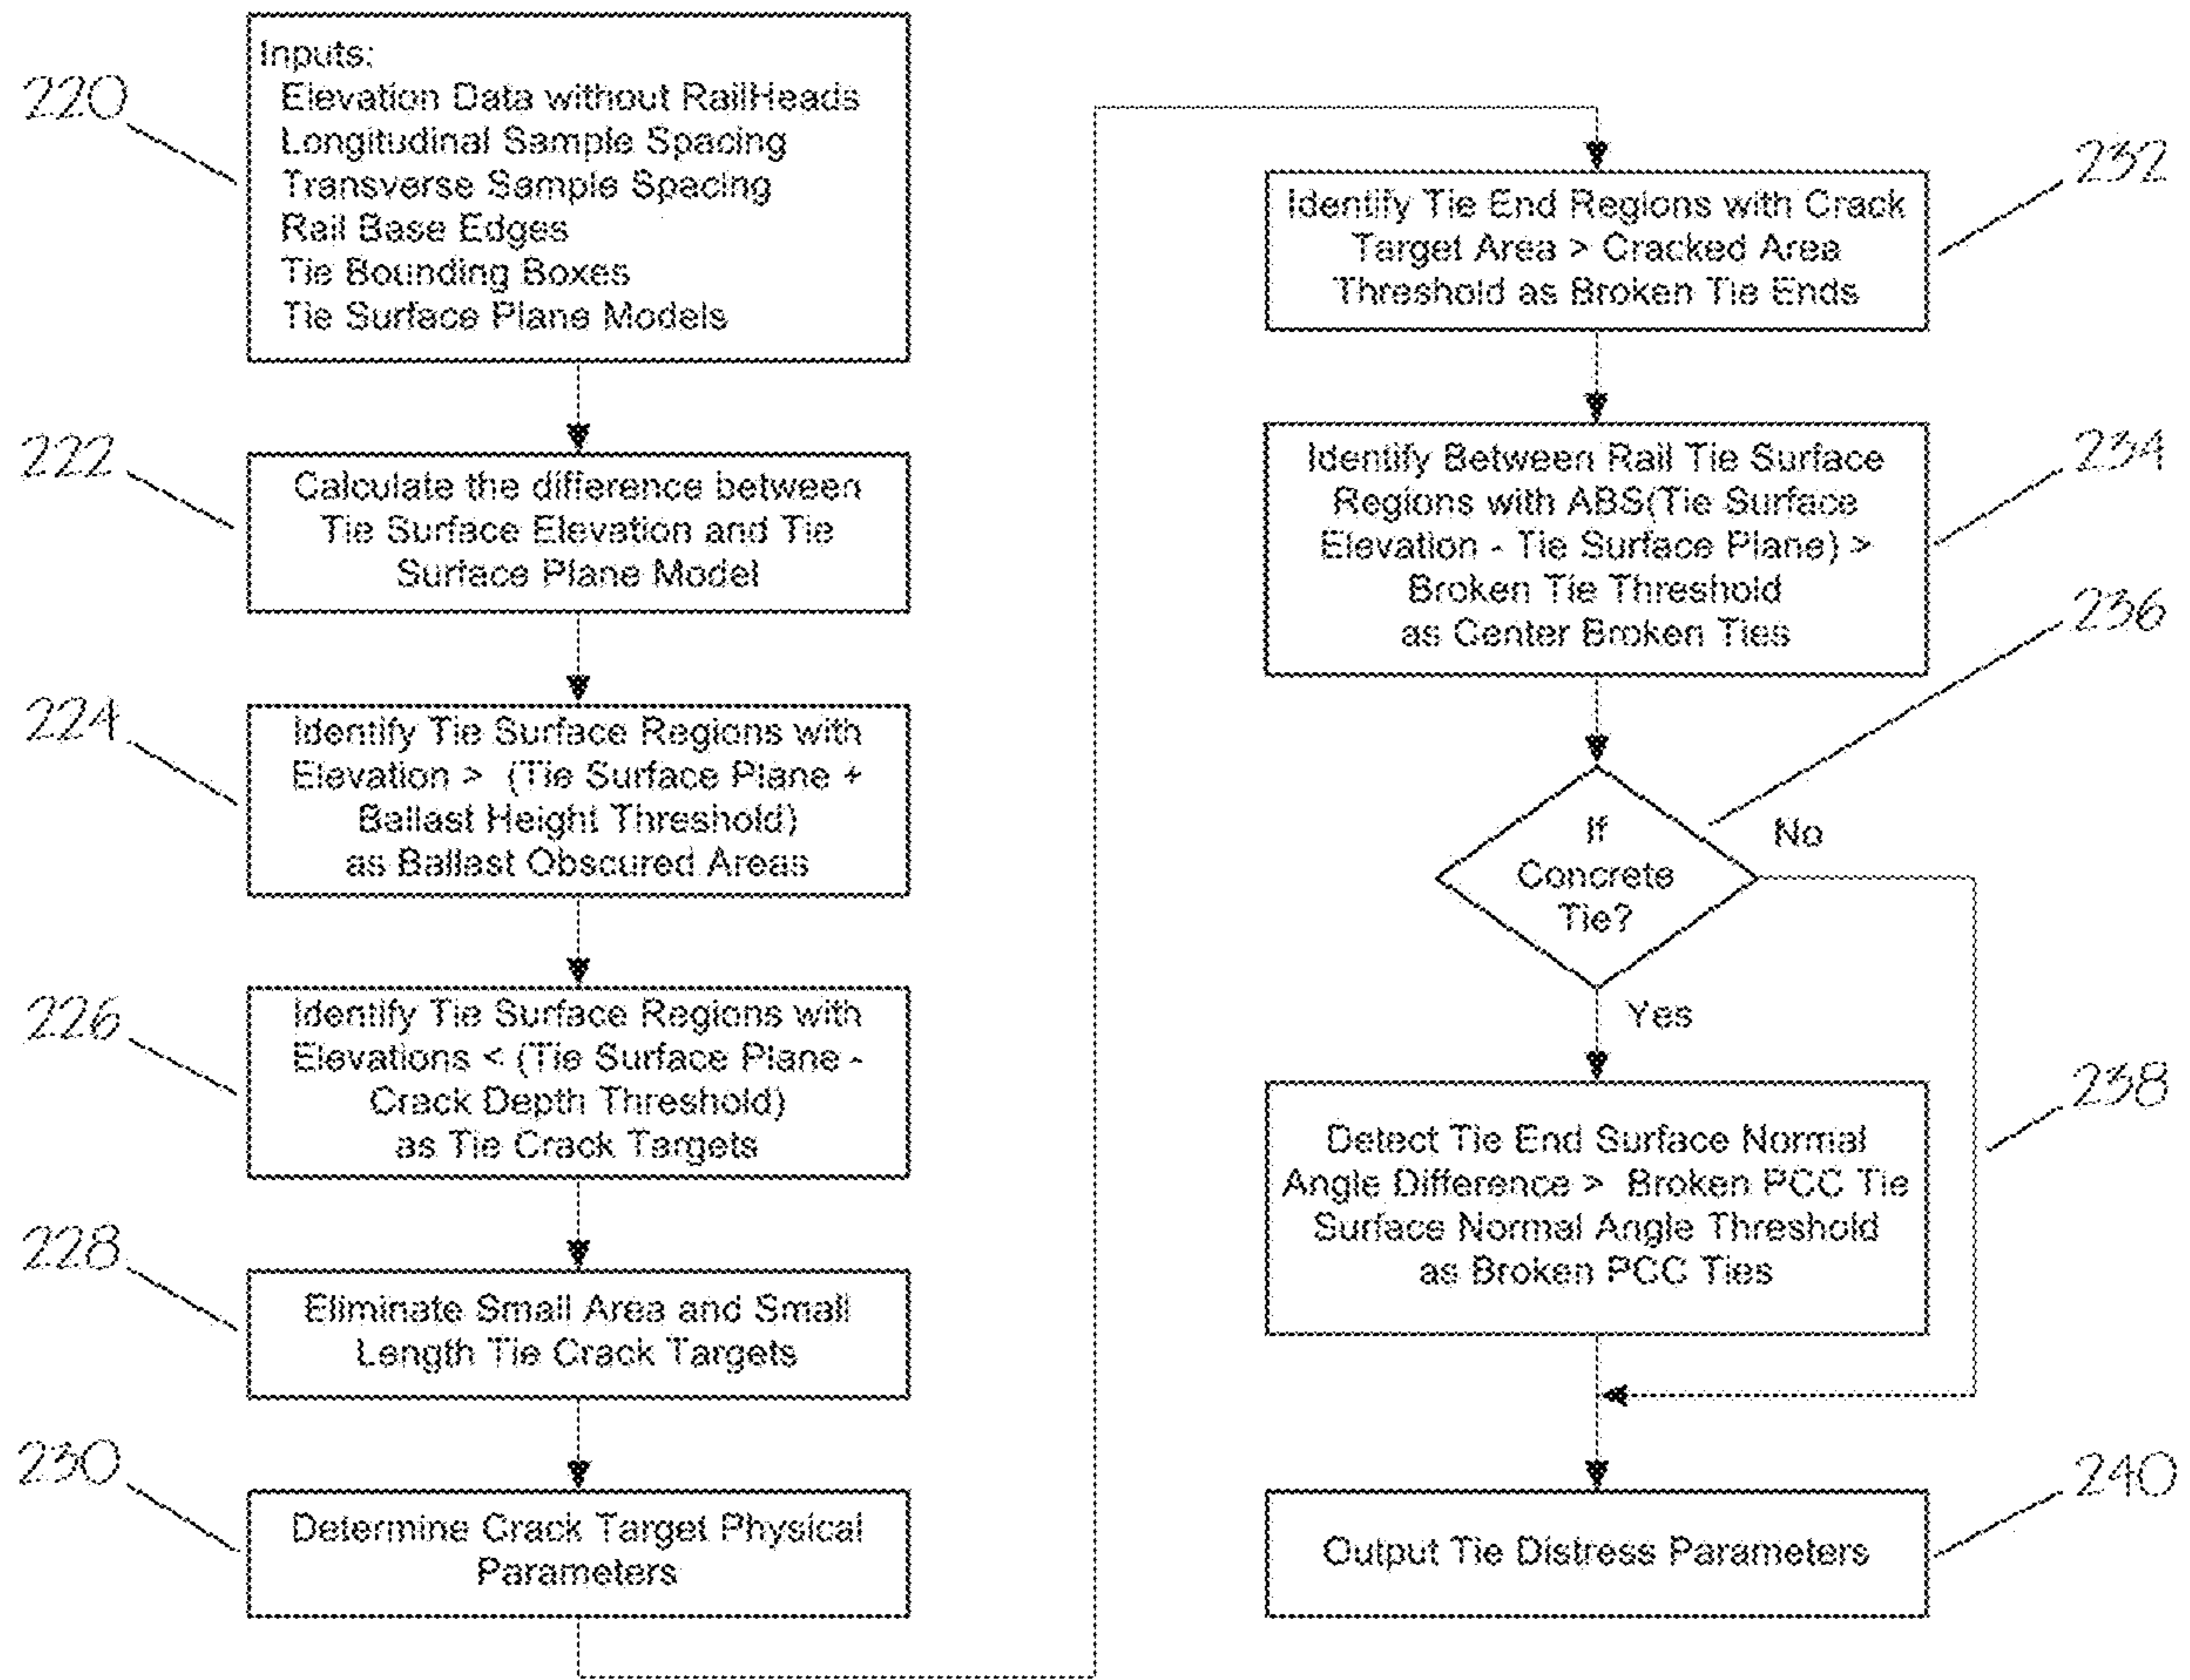 220
Inputs:
Elevation Data without RailHeads
Longitudinal Sample Spacing
Transverse Sample Spacing
Rail Base Edges
Tie Bounding Boxes
Tie Surface Plane Models
222
Calculate the difference between
Tie Surface Elevation and Tie
Surface Plane Model
224
Identify Tie Surface Regions with
Elevation > (Tie Surface Plane +
Ballast Height Threshold)
as Ballast Obscured Areas
226
Identify Tie Surface Regions with
Elevations < (Tie Surface Plane -
Crack Depth Threshold)
as Tie Crack Targets
228
Eliminate Small Area and Small
Length Tie Crack Targets
230
Determine Crack Target Physical
Parameters
232
Identify Tie End Regions with Crack
Target Area > Cracked Area
Threshold as Broken Tie Ends
234
Identify Between Rail Tie Surface
Regions with ABS(Tie Surface
Elevation - Tie Surface Plane) >
Broken Tie Threshold
as Center Broken Ties
236
If
Concrete
Tie?
No
Yes
238
Detect Tie End Surface Normal
Angle Difference > Broken PCC Tie
Surface Normal Angle Threshold
as Broken PCC Ties
240
Output Tie Distress Parameters